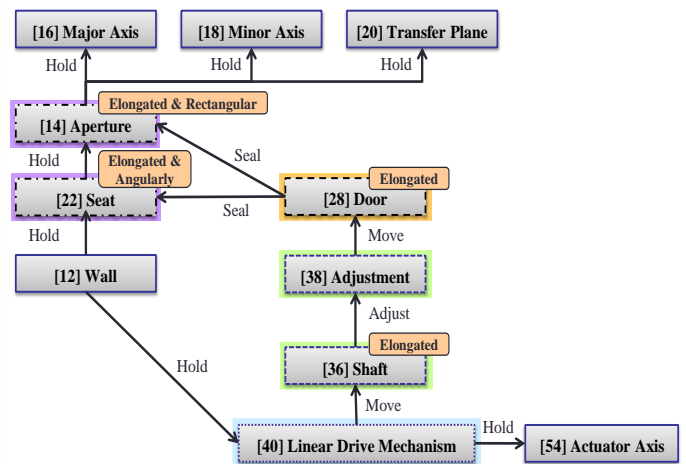 [16] Major Axis
[18] Minor Axis
[20] Transfer Plane
Hold
Hold
Hold
Elongated & Rectangular
[14] Aperture
Hold
Elongated &
Angularly
Seal
Elongated
[22] Seat
Seal
[28] Door
Hold
Move
[12] Wall
[38] Adjustment
Adjust
Elongated
Hold
[36] Shaft
Move
Hold
[40] Linear Drive Mechanism
[54] Actuator Axis